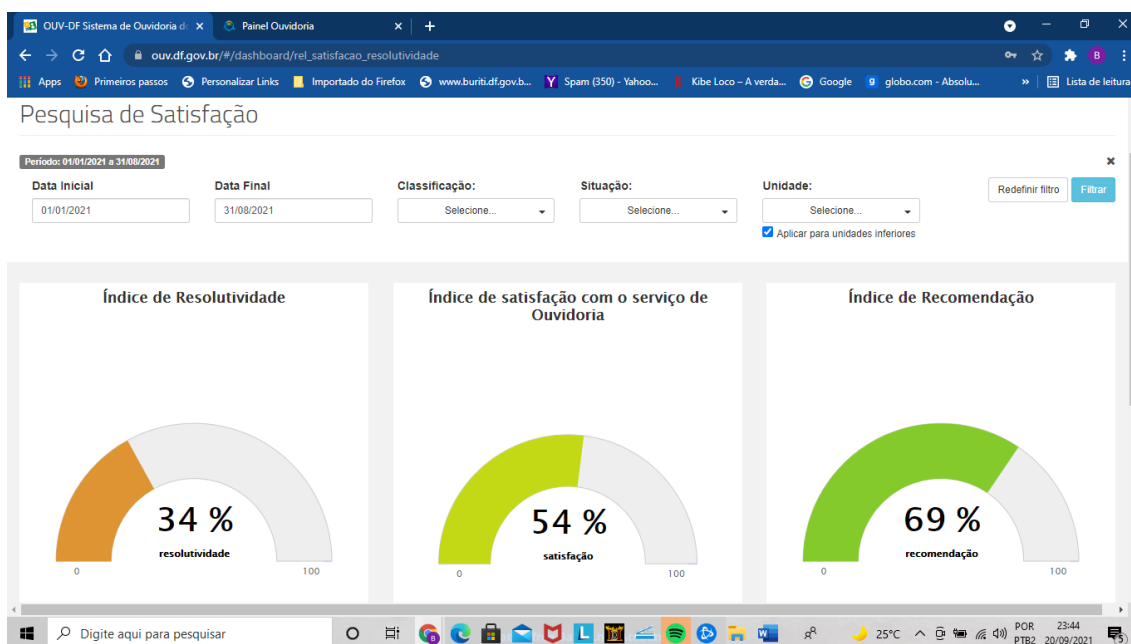 OUV-DF Sistema de Ouvidoria d
Painel Ouvidoria
ouv.df.gov.br/#/dashboard/rel_satisfacao_resolutividade
B
Apps
Primeiros passos
Personalizar Links
Importado do Firefox
www.buriti.df.gov.b...
Spam (350) - Yahoo...
Kibe Loco – A verda...
Google
globo.com - Absolu...
»
Lista de leitura
Pesquisa de Satisfação
Período: 01/01/2021 a 31/08/2021
Data Inicial
Data Final
Classificação:
Situação:
Unidade:
01/01/2021
31/08/2021
Selecione...
Selecione...
Selecione...
Redefinir filtro
Filtrar
Aplicar para unidades inferiores
Índice de Resolutividade
Índice de satisfação com o serviço de
Ouvidoria
Índice de Recomendação
34 %
resolutividade
0
100
54 %
satisfação
0
100
69 %
recomendação
0
100
Digite aqui para pesquisar
25°C
POR
PTB2
23:44
20/09/2021